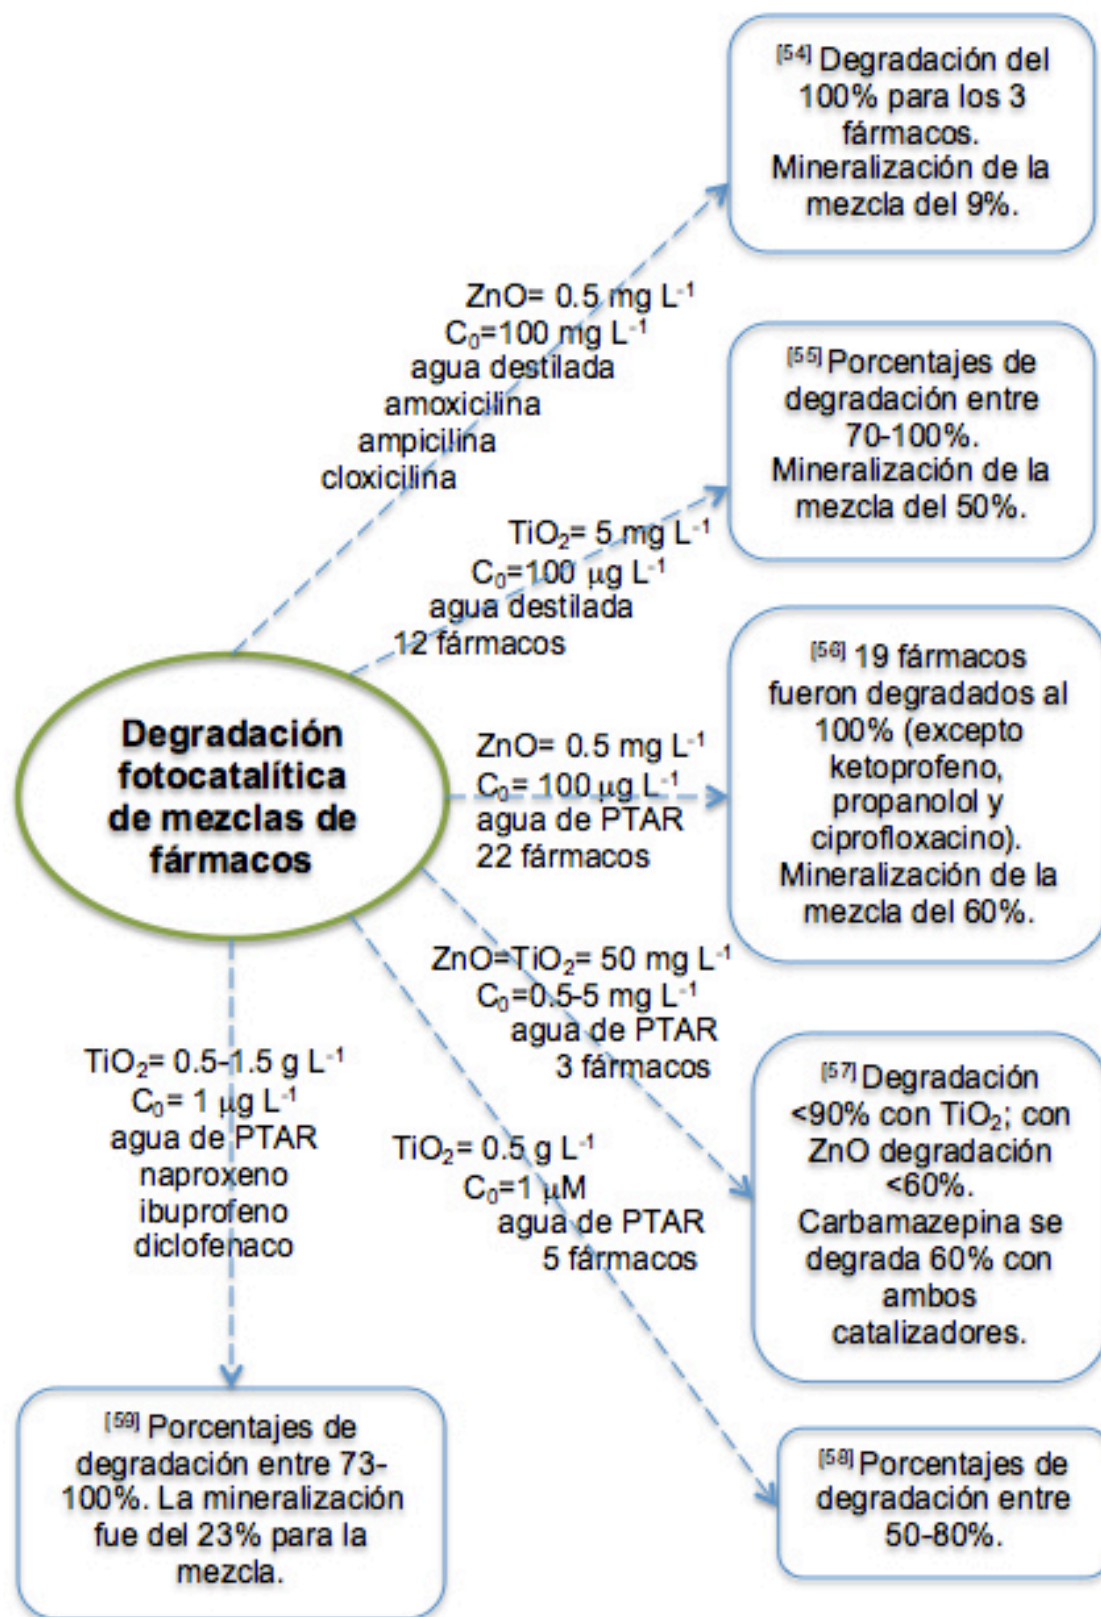 [54] Degradación del
100% para los 3
fármacos.
Mineralización de la
mezcla del 9%.
ZnO= 0.5 mg L-1
C0=100 mg L-1
agua destilada
amoxicilina
ampicilina
cloxicilina
[55] Porcentajes de
degradación entre
70-100%.
Mineralización de la
mezcla del 50%.
TiO2= 5 mg L-1
C0=100 µg L-1
agua destilada
12 fármacos
[56] 19 fármacos
fueron degradados al
100% (excepto
ketoprofeno,
propanolol y
ciprofloxacino).
Mineralización de la
mezcla del 60%.
Degradación
fotocatalítica
de mezclas de
fármacos
ZnO= 0.5 mg L-1
C0= 100 µg L-1
agua de PTAR
22 fármacos
ZnO=TiO2= 50 mg L-1
C0=0.5-5 mg L-1
agua de PTAR
3 fármacos
[57] Degradación
<90% con TiO2; con
ZnO degradación
<60%.
Carbamazepina se
degrada 60% con
ambos
catalizadores.
TiO2= 0.5-1.5 g L-1
C0= 1 µg L-1
agua de PTAR
naproxeno
ibuprofeno
diclofenaco
TiO2= 0.5 g L-1
C0=1 µM
agua de PTAR
5 fármacos
[59] Porcentajes de
degradación entre 73-
100%. La mineralización
fue del 23% para la
mezcla.
[58] Porcentajes de
degradación entre
50-80%.